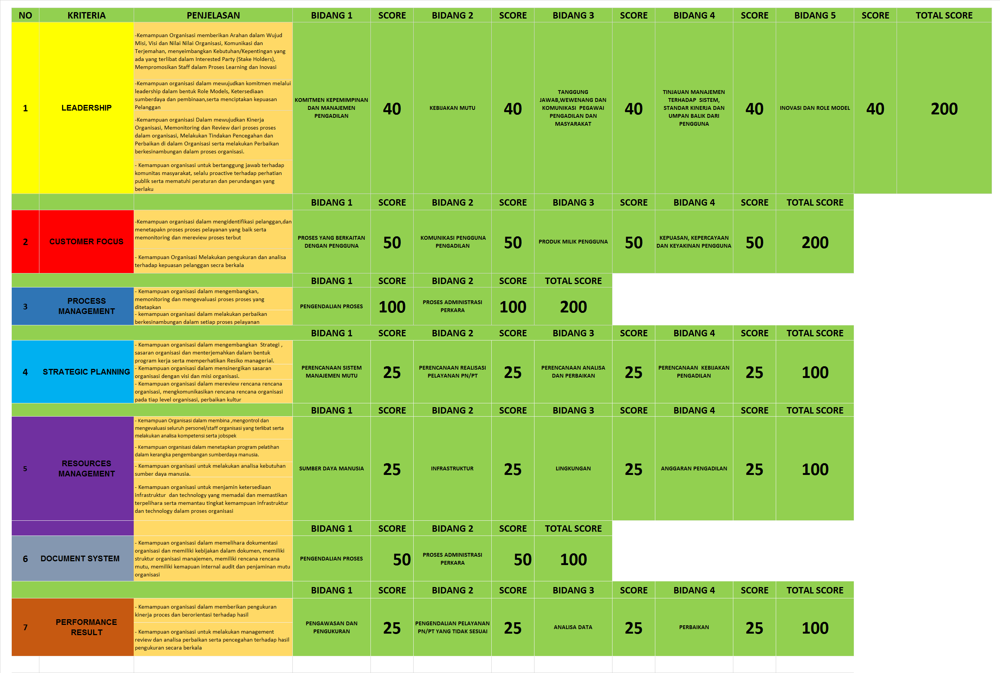 NO KRITERIA PENJELASAN BIDANG 1 SCORE BIDANG 2 SCORE BIDANG 3 SCORE BIDANG 4 SCORE BIDANG 5 SCORE TOTAL SCORE
1
LEADERSHIP
-Kemampuan Organisasi memberikan Arahan dalam Wujud
Misi, Visi dan Nilai Nilai Organisasi, Komunikasi dan
Terjemahan, menyeimbangkan Kebutuhan/Kepentingan yang
ada yang terlibat dalam Interested Party (Stake Holders),
Mempromosikan Staff dalam Proses Learning dan Inovasi
-Kemampuan organisasi dalam mewujudkan komitmen melalui
leadership dalam bentuk Role Models, Ketersediaan
sumberdaya dan pembinaan,serta menciptakan kepuasan
Pelanggan
-Kemampuan organisasi Dalam mewujudkan Kinerja
Organisasi, Memonitoring dan Review dari proses proses
dalam organisasi, Melakukan Tindakan Pencegahan dan
Perbaikan di dalam Organisasi serta melakukan Perbaikan
berkesinambungan dalam proses organisasi.
- Kemampuan organisasi untuk bertanggung jawab terhadap
komunitas masyarakat, selalu proactive terhadap perhatian
publik serta mematuhi peraturan dan perundangan yang
berlaku
KOMITMEN KEPEMIMPINAN
DAN MANAJEMEN
PENGADILAN
40
KEBIJAKAN MUTU
40
TANGGUNG
JAWAB,WEWENANG DAN
KOMUNIKASI PEGAWAI
PENGADILAN DAN
MASYARAKAT
40
TINJAUAN MANAJEMEN
TERHADAP SISTEM,
STANDAR KINERJA DAN
UMPAN BALIK DARI
PENGGUNA
40
INOVASI DAN ROLE MODEL
40
200
BIDANG 1 SCORE BIDANG 2 SCORE BIDANG 3 SCORE BIDANG 4 SCORE TOTAL SCORE
2
CUSTOMER FOCUS
-Kemampuan organisasi dalam mengidentifikasi pelanggan,dan
menetapakn proses proses pelayanan yang baik serta
memonitoring dan mereview proses terbut
- Kemampuan Organisasi Melakukan pengukuran dan analisa
terhadap kepuasan pelanggan secra berkala
PROSES YANG BERKAITAN
DENGAN PENGGUNA
50
KOMUNIKASI PENGGUNA
PENGADILAN
50
PRODUK MILIK PENGGUNA
50
KEPUASAN, KEPERCAYAAN
DAN KEYAKINAN PENGGUNA
50
200
BIDANG 1 SCORE BIDANG 2 SCORE TOTAL SCORE
3
PROCESS
MANAGEMENT
- Kemampuan organisasi dalam mengembangkan,
memonitoring dan mengevaluasi proses proses yang
ditetapkan
- kemampuan organisasi dalam melakukan perbaikan
berkesinambungan dalam setiap proses pelayanan
PENGENDALIAN PROSES
100
PROSES ADMINISTRASI
PERKARA
100
200
BIDANG 1 SCORE BIDANG 2 SCORE BIDANG 3 SCORE BIDANG 4 SCORE TOTAL SCORE
4
STRATEGIC PLANNING
- Kemampuan organisasi dalam mengembangkan Strategi ,
sasaran organisasi dan menterjemahkan dalam bentuk
program kerja serta memperhatikan Resiko managerial.
- Kemampuan organisasi dalam mensinergikan sasaran
organisasi dengan visi dan misi organisasi.
- Kemampuan organisasi dalam mereview rencana rencana
organisasi, mengkomunikasikan rencana rencana organisasi
pada tiap level organisasi, perbaikan kultur
PERENCANAAN SISTEM
MANAJEMEN MUTU
25
PERENCANAAN REALISASI
PELAYANAN PN/PT
25
PERENCANAAN ANALISA
DAN PERBAIKAN
25
PERENCANAAN KEBIJAKAN
PENGADILAN
25
100
BIDANG 1 SCORE BIDANG 2 SCORE BIDANG 3 SCORE BIDANG 4 SCORE TOTAL SCORE
5
RESOURCES
MANAGEMENT
- Kemampuan Organisasi dalam membina ,mengontrol dan
mengevaluasi seluruh personel/staff organisasi yang terlibat serta
melakukan analisa kompetensi serta jobspek
- Kemampuan organisasi dalam menetapkan program pelatihan
dalam kerangka pengembangan sumberdaya manusia.
- Kemampuan organisasi untuk melakukan analisa kebutuhan
sumber daya manusia.
- Kemampuan organisasi untuk menjamin ketersediaan
infrastruktur dan technology yang memadai dan memastikan
terpelihara serta memantau tingkat kemampuan infrastruktur
dan technology dalam proses organisasi
SUMBER DAYA MANUSIA
25
INFRASTRUKTUR
25
LINGKUNGAN
25
ANGGARAN PENGADILAN
25
100
BIDANG 1 SCORE BIDANG 2 SCORE TOTAL SCORE
6
DOCUMENT SYSTEM
- Kemampuan organisasi dalam memelihara dokumentasi
organisasi dan memiliki kebijakan dalam dokumen, memiliki
struktur organisasi manajemen, memiliki rencana rencana
mutu, memiliki kemapuan internal audit dan penjaminan mutu
organisasi
PENGENDALIAN PROSES
50
PROSES ADMINISTRASI
PERKARA
50
100
BIDANG 1 SCORE BIDANG 2 SCORE BIDANG 3 SCORE BIDANG 4 SCORE TOTAL SCORE
7
PERFORMANCE
RESULT
- Kemampuan organisasi dalam memberikan pengukuran
kinerja proces dan berorientasi terhadap hasil
- Kemampuan organisasi untuk melakukan management
review dan analisa perbaikan serta pencegahan terhadap hasil
pengukuran secara berkala
PENGAWASAN DAN
PENGUKURAN
25
PENGENDALIAN PELAYANAN
PN/PT YANG TIDAK SESUAI
25
ANALISA DATA
25
PERBAIKAN
25
100